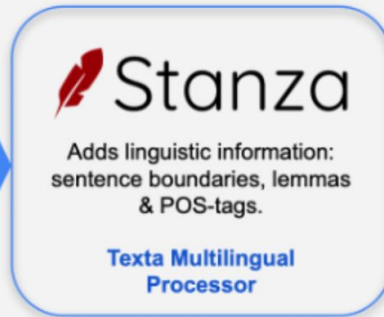 Stanza
Adds linguistic information:
sentence boundaries, lemmas
& POS-tags.
Texta Multilingual
Processor